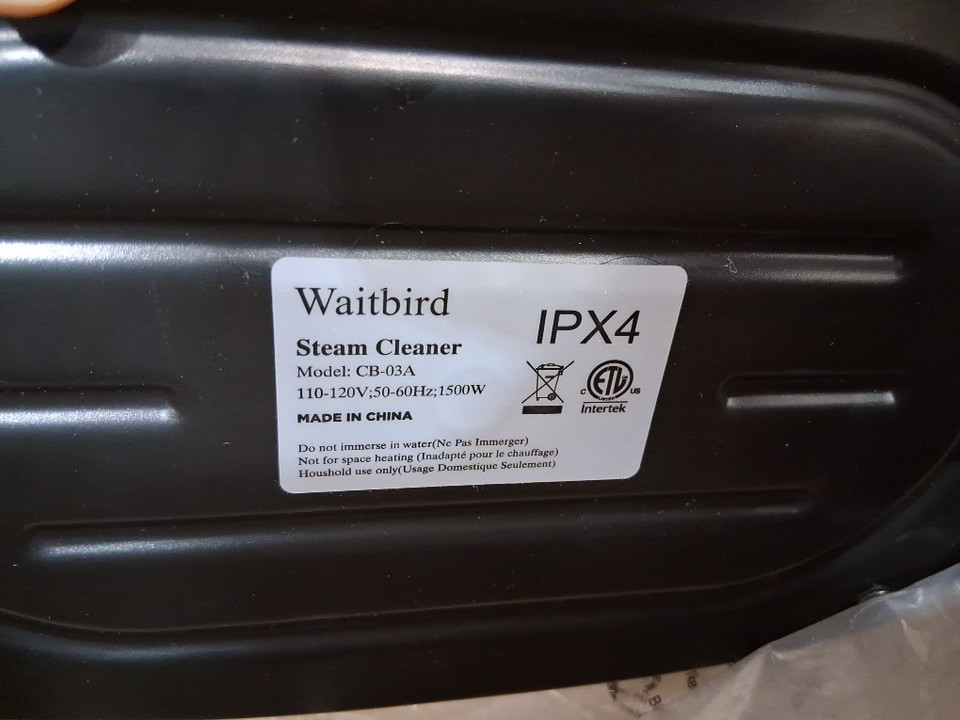 Waitbird
IPX4
Steam Cleaner
Model: CB-03A
110-120V;50-60Hz;1500W
MADE IN CHINA
C ETL US
Intertek
Do not immerse in water(Ne Pas Immerger)
Not for space heating (Inadapté pour le chauffage)
Houshold use only(Usage Domestique Seulement)